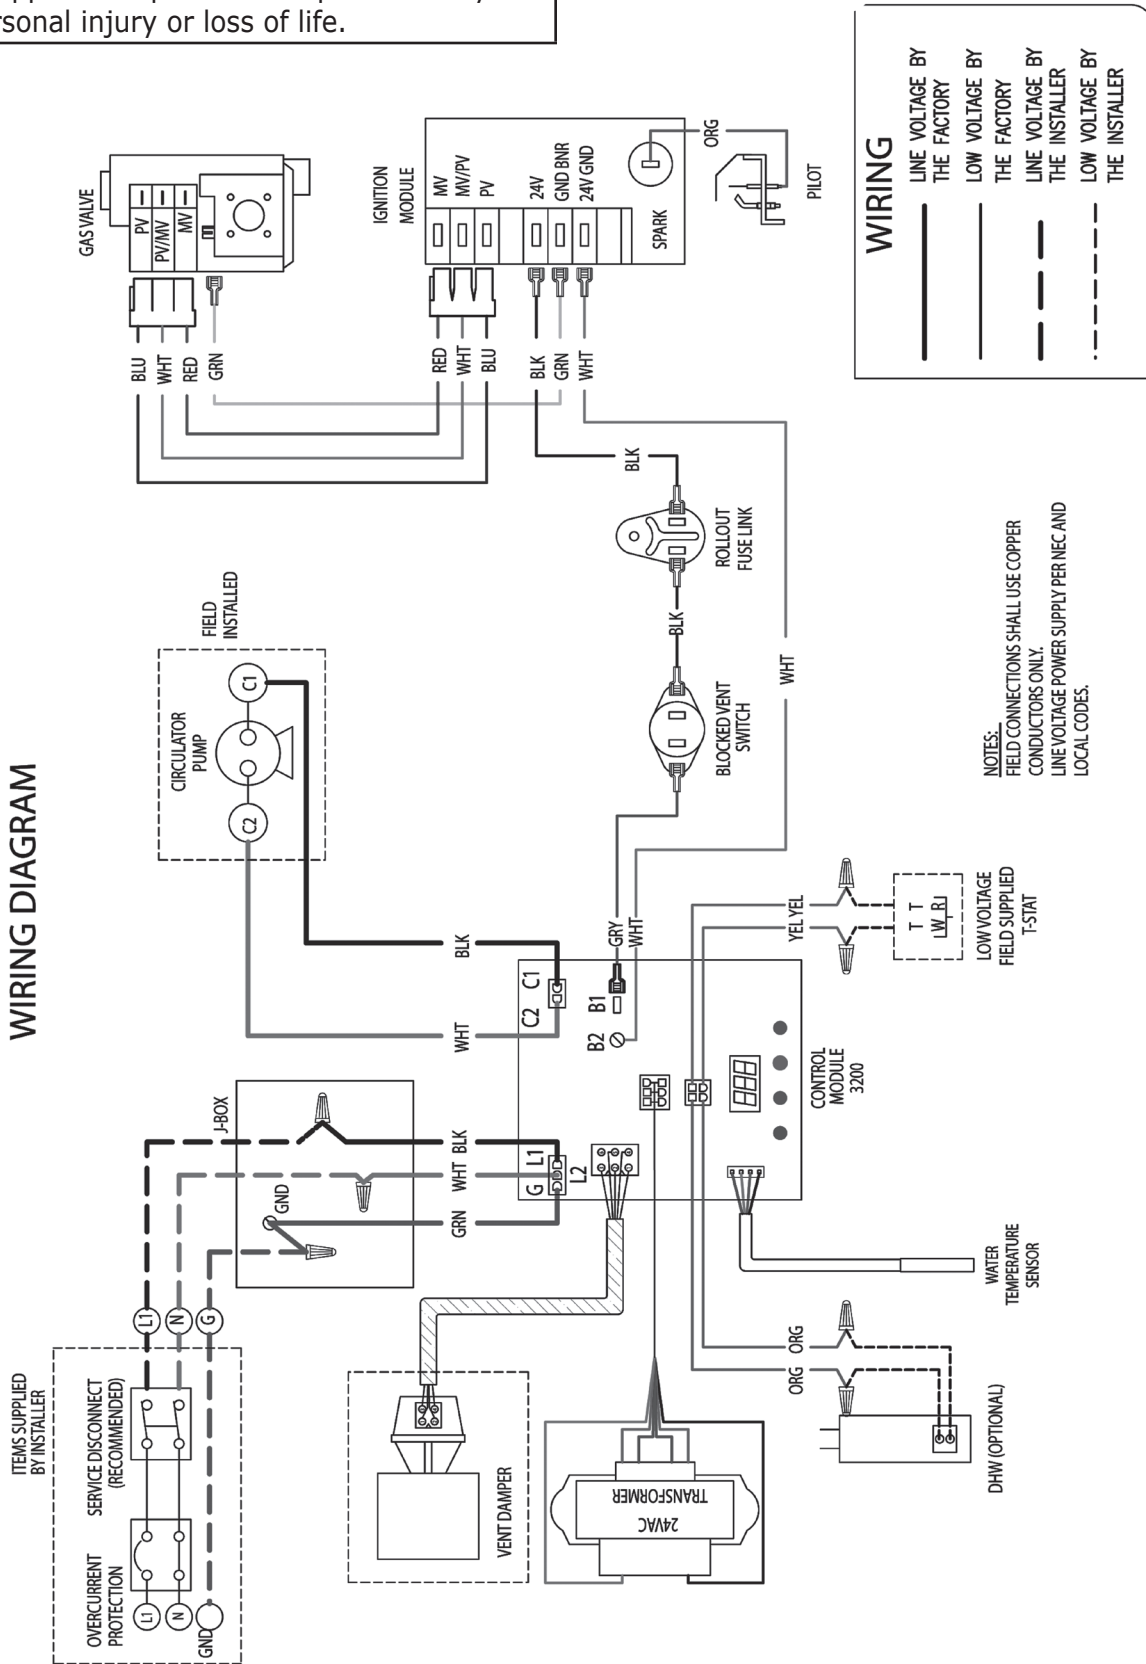 rsonal injury or loss of life.
WIRING DIAGRAM
ITEMS SUPPLIED
BY INSTALLER
OVERCURRENT
PROTECTION
SERVICE DISCONNECT
(RECOMMENDED)
L1
N
GND
L1
N
G
J-BOX
GND
GRN
WHT
BLK
G
L1
L2
VENT DAMPER
24VAC
TRANSFORMER
CIRCULATOR
PUMP
FIELD
INSTALLED
C2
C1
WHT
BLK
C2
C1
B2
B1
GRY
WHT
CONTROL
MODULE
3200
WATER
TEMPERATURE
SENSOR
ORG
ORG
DHW (OPTIONAL)
YEL
YEL
T T
W R
LOW VOLTAGE
FIELD SUPPLIED
T-STAT
BLOCKED VENT
SWITCH
BLK
ROLLOUT
FUSE LINK
BLK
WHT
GAS VALVE
PV
PV/MV
MV
BLU
WHT
RED
GRN
IGNITION
MODULE
MV
MV/PV
PV
24V
GND BNR
24V GND
SPARK
RED
WHT
BLU
BLK
GRN
WHT
ORG
PILOT
NOTES:
FIELD CONNECTIONS SHALL USE COPPER
CONDUCTORS ONLY.
LINE VOLTAGE POWER SUPPLY PER NEC AND
LOCAL CODES.
WIRING
LINE VOLTAGE BY
THE FACTORY
LOW VOLTAGE BY
THE FACTORY
LINE VOLTAGE BY
THE INSTALLER
LOW VOLTAGE BY
THE INSTALLER